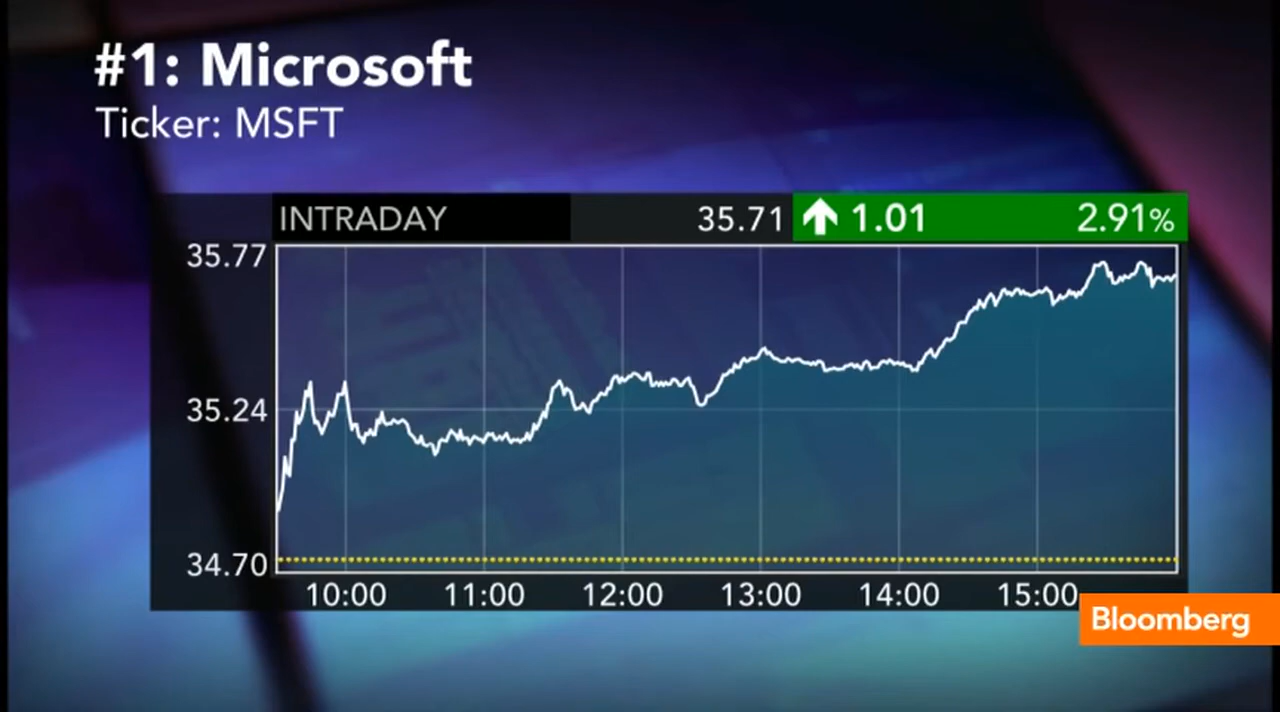 #1: Microsoft
Ticker: MSFT
INTRADAY 35.71 ↑ 1.01 2.91%
35.77
35.24
34.70
10:00 11:00 12:00 13:00 14:00 15:00
Bloomberg